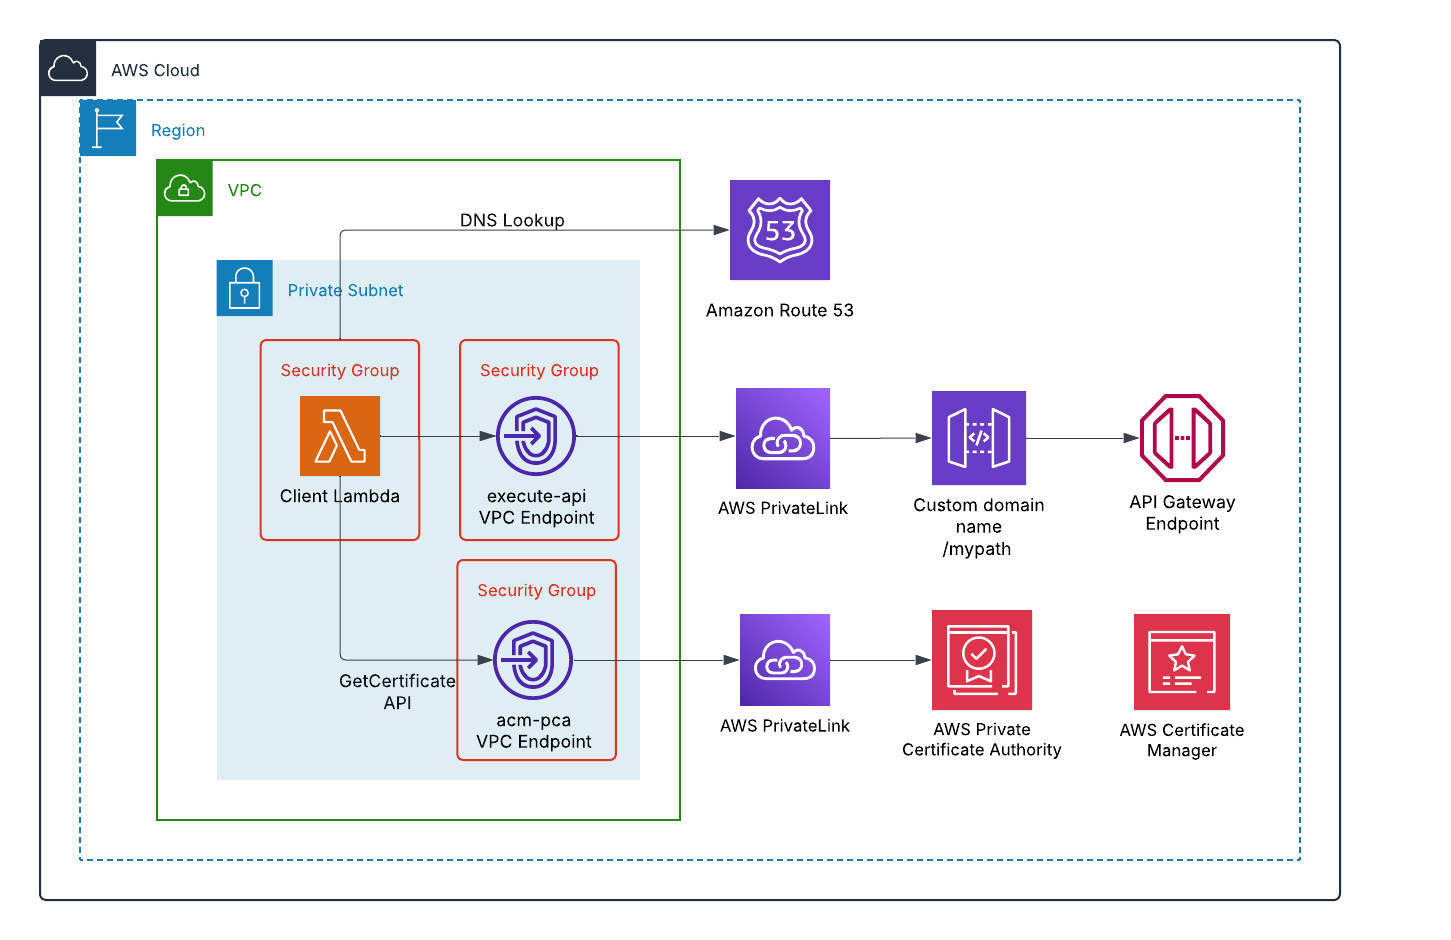 AWS Cloud
Region
VPC
DNS Lookup
53
Amazon Route 53
Private Subnet
Security Group
Client Lambda
Security Group
execute-api
VPC Endpoint
AWS PrivateLink
</>
Custom domain
name
/mypath
API Gateway
Endpoint
GetCertificate
API
Security Group
acm-pca
VPC Endpoint
AWS PrivateLink
AWS Private
Certificate Authority
AWS Certificate
Manager